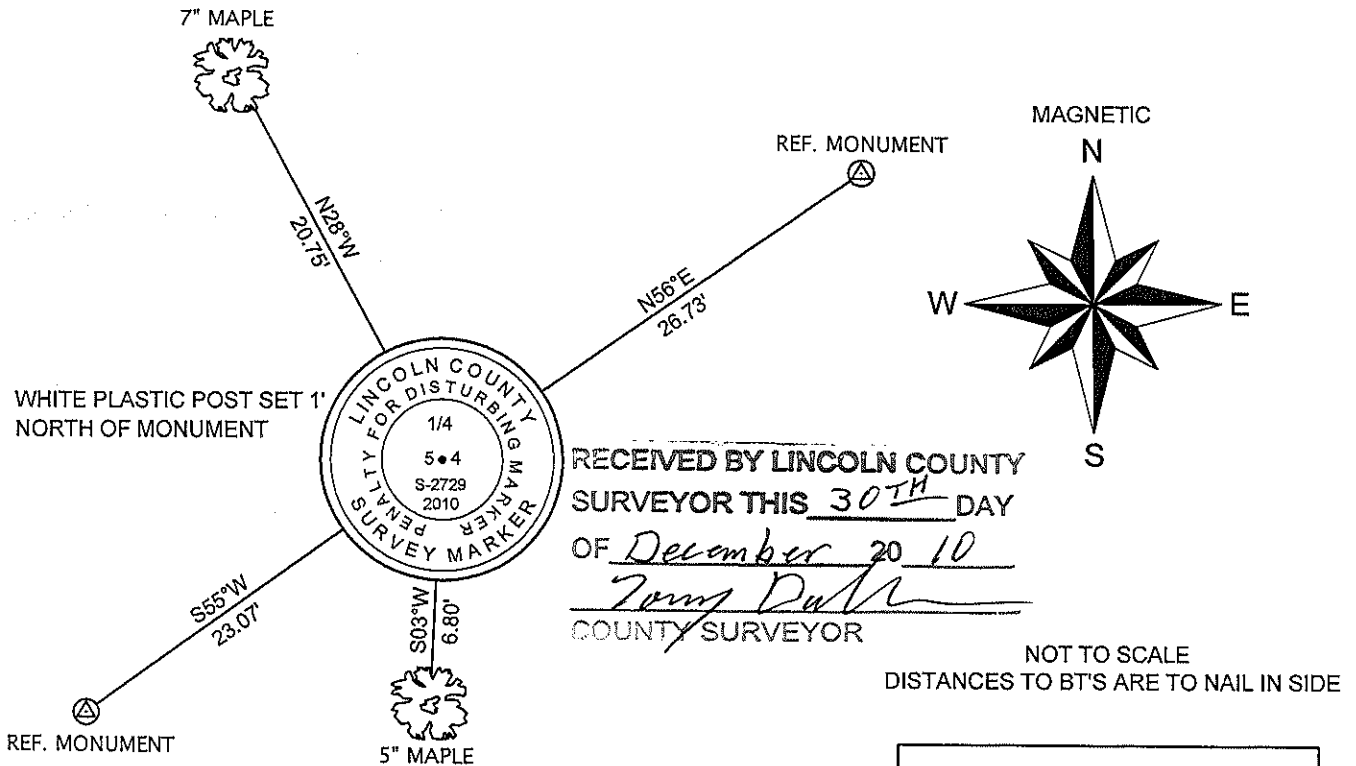 7" MAPLE
MAGNETIC
N
REF. MONUMENT
N28°W
20.75'
N56°E
26.73'
W
E
S
WHITE PLASTIC POST SET 1'
NORTH OF MONUMENT
LINCOLN COUNTY
PENALTY FOR DISTURBING MARKER
1/4
5●4
S-2729
2010
SURVEY MARKER
RECEIVED BY LINCOLN COUNTY
SURVEYOR THIS 30TH DAY
OF December 20 10
COUNTY SURVEYOR
S55°W
23.07'
S03°W
6.80'
NOT TO SCALE
DISTANCES TO BT'S ARE TO NAIL IN SIDE
REF. MONUMENT
5" MAPLE